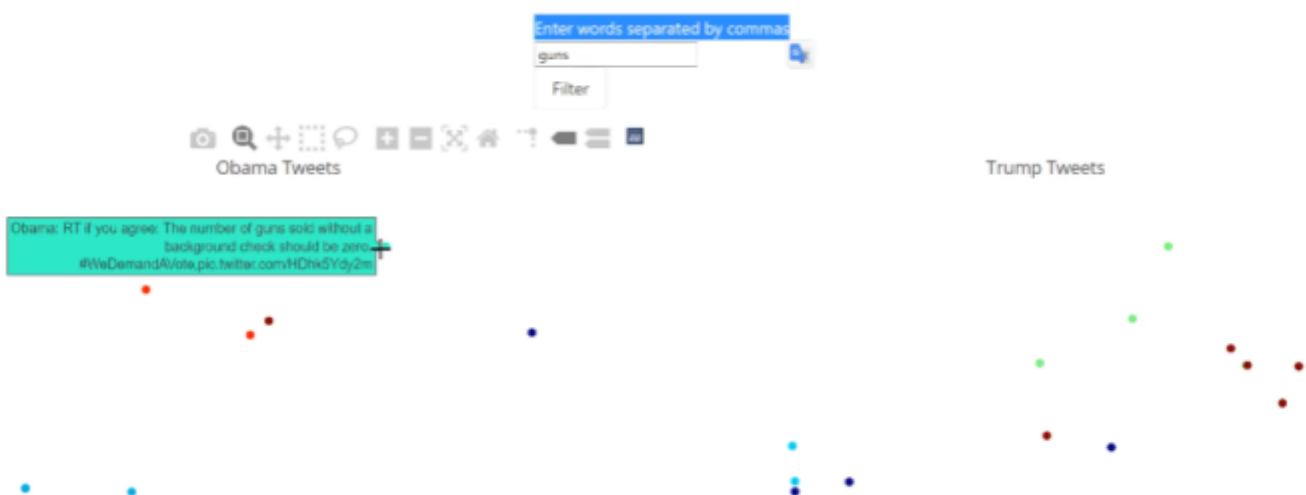 Enter words separated by commas
guns
Filter
Obama Tweets
Trump Tweets
Obama: RT if you agree: The number of guns sold without a
background check should be zero.
#WeDemandAVote,pic.twitter.com/HDhk5Ydy2m